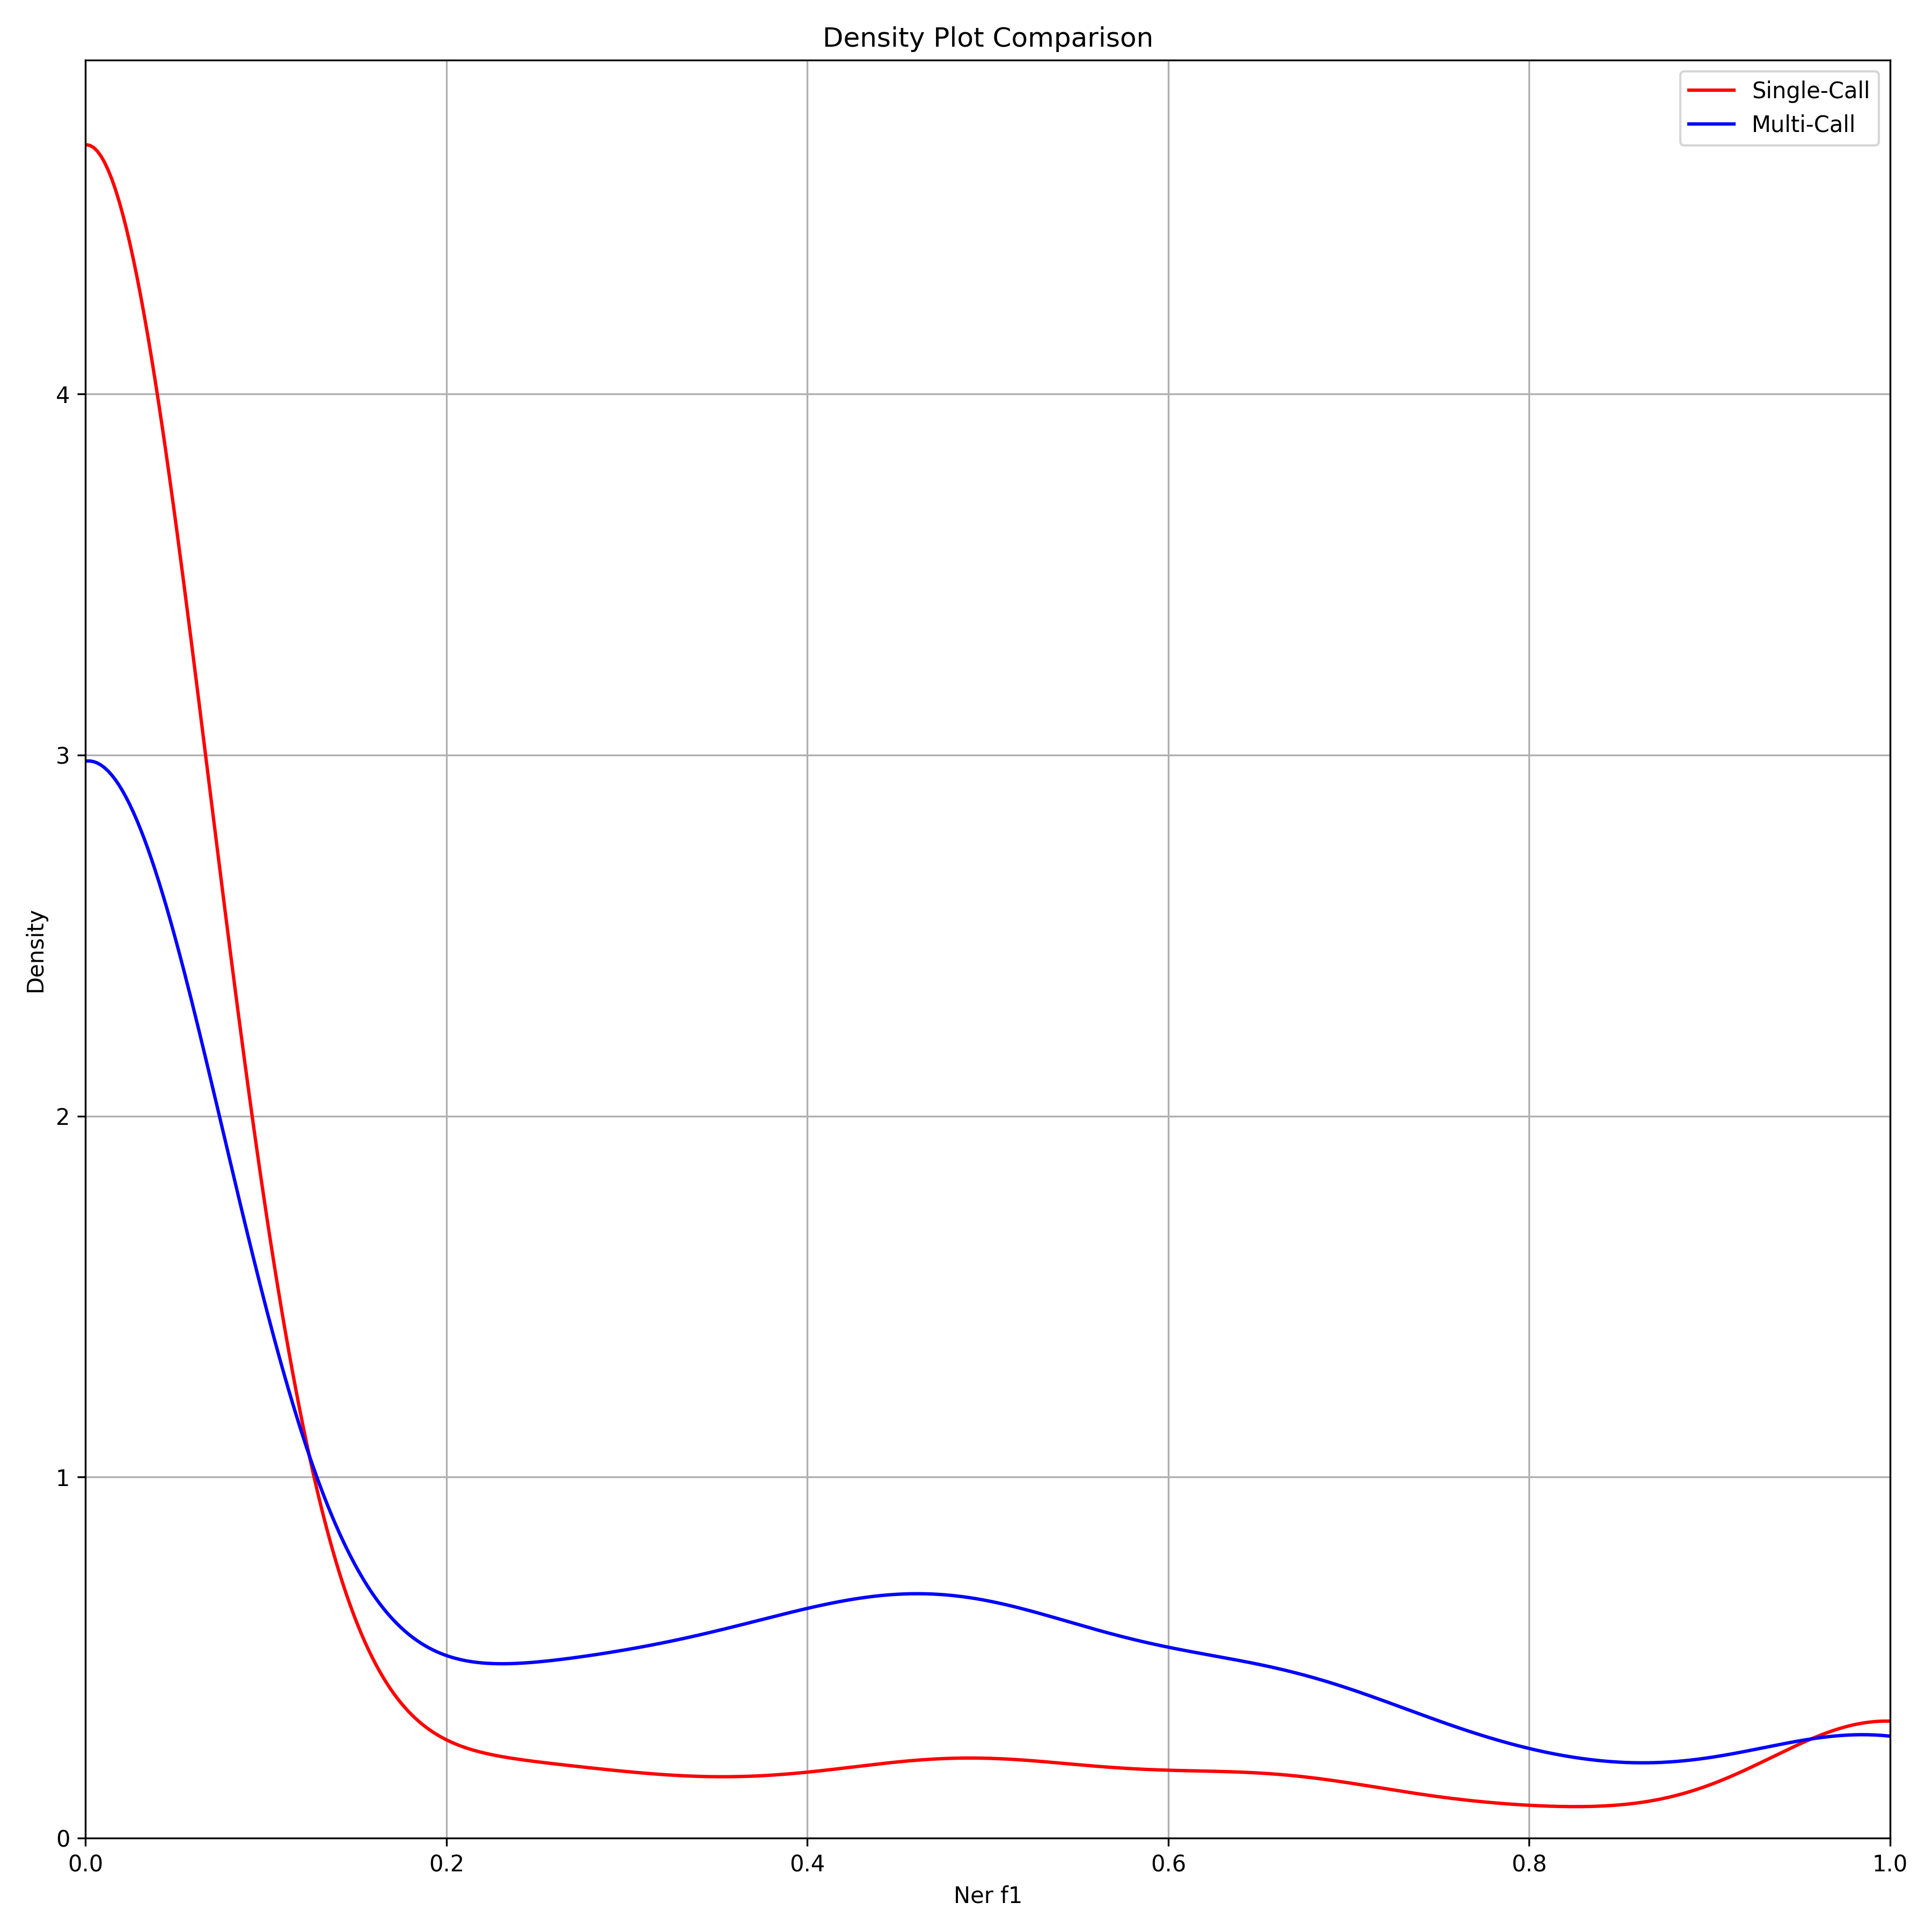 Density Plot Comparison
Single-Call
Multi-Call
Density
4
3
2
1
0
0.0 0.2 0.4 0.6 0.8 1.0
Ner f1